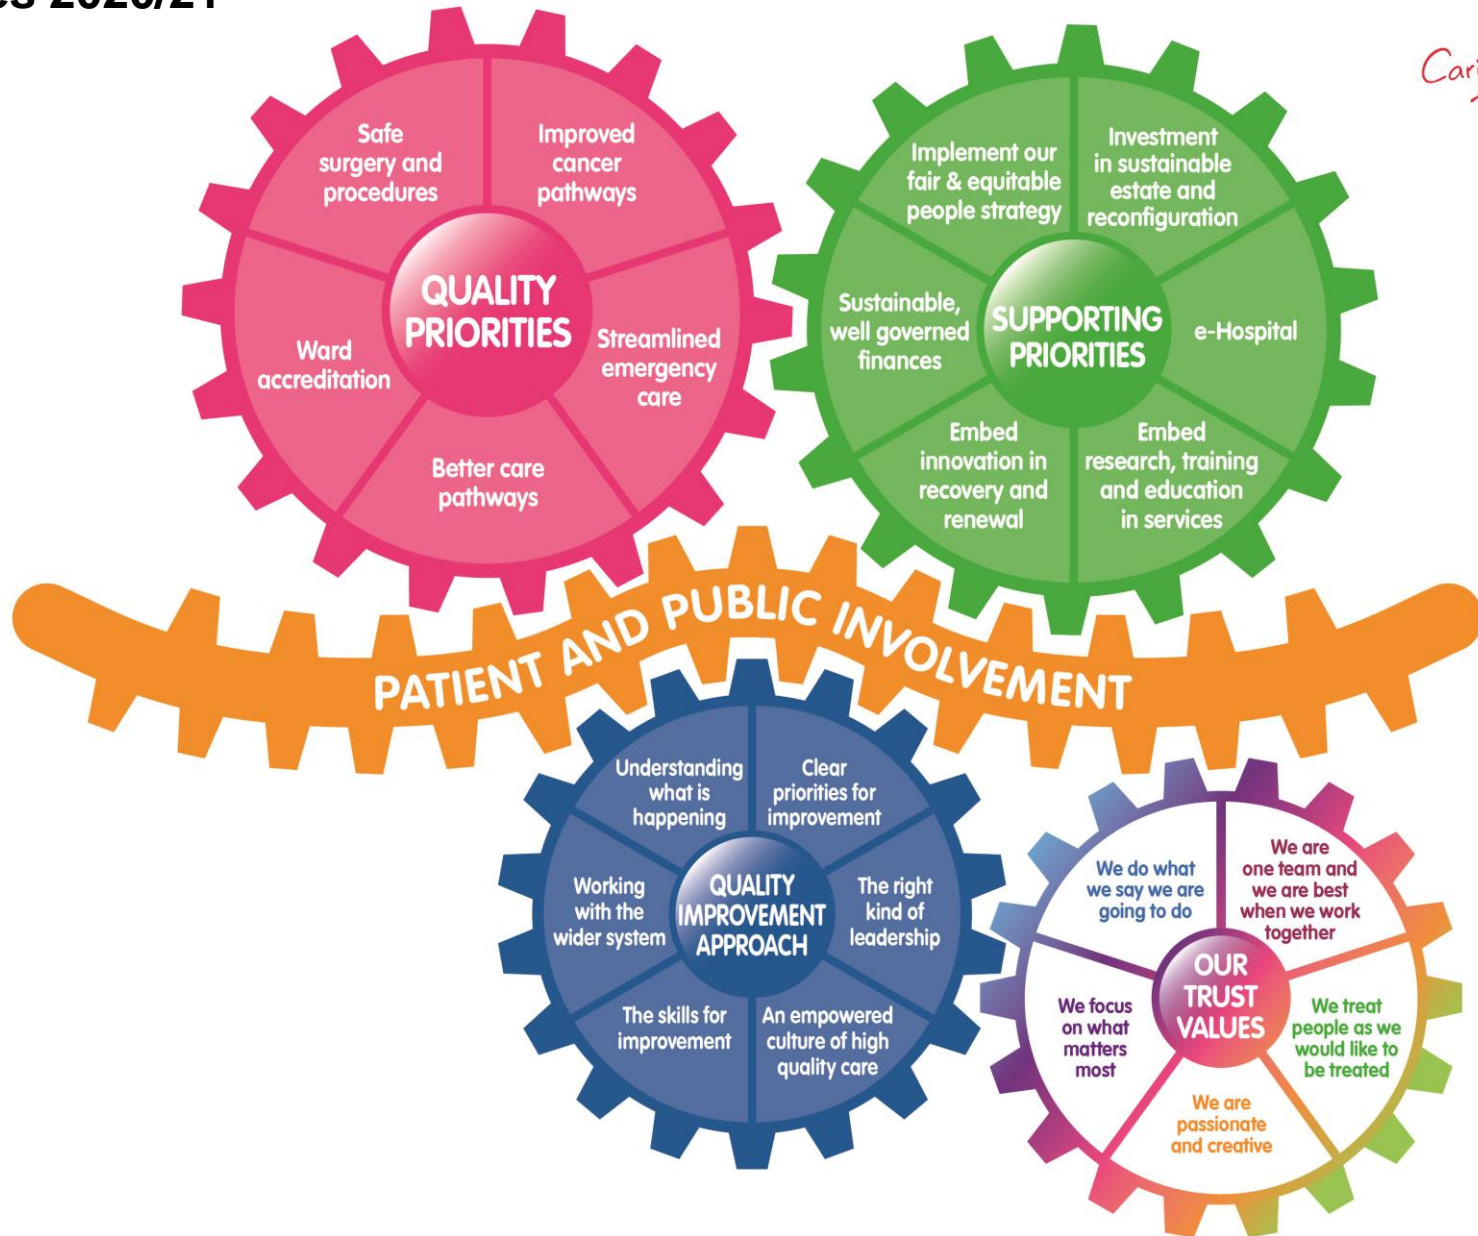 QUALITY
PRIORITIES
Safe
surgery and
procedures
Improved
cancer
pathways
Streamlined
emergency
care
Better care
pathways
Ward
accreditation
SUPPORTING
PRIORITIES
Implement our
fair & equitable
people strategy
Investment
in sustainable
estate and
reconfiguration
e-Hospital
Embed
research, training
and education
in services
Embed
innovation in
recovery and
renewal
Sustainable,
well governed
finances
PATIENT AND PUBLIC INVOLVEMENT
QUALITY
IMPROVEMENT
APPROACH
Understanding
what is
happening
Clear
priorities for
improvement
The right
kind of
leadership
An empowered
culture of high
quality care
The skills for
improvement
Working
with the
wider system
OUR
TRUST
VALUES
We do what
we say we are
going to do
We are
one team and
we are best
when we work
together
We treat
people as we
would like to
be treated
We are
passionate
and creative
We focus
on what
matters
most